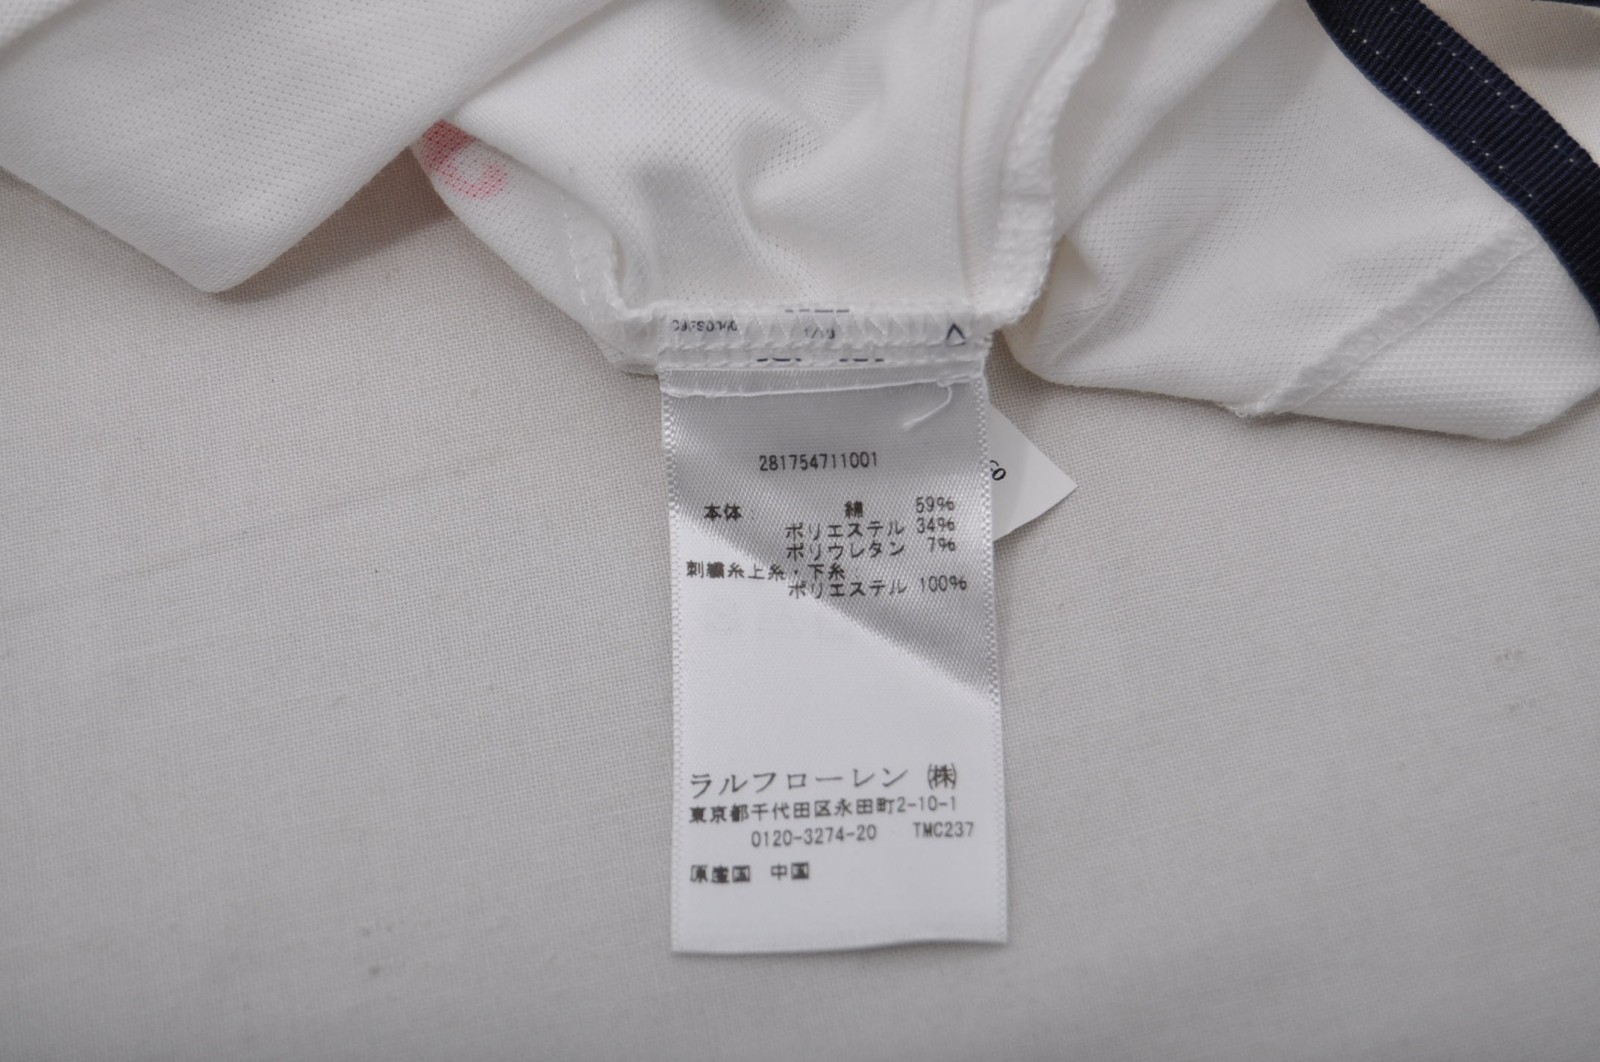 281754711001
本体 綿 59%
ポリエステル 34%
ポリウレタン 7%
刺繍糸上糸・下糸
ポリエステル 100%
ラルフローレン ㈱
東京都千代田区永田町2-10-1
0120-3274-20 TMC237
原産国 中国